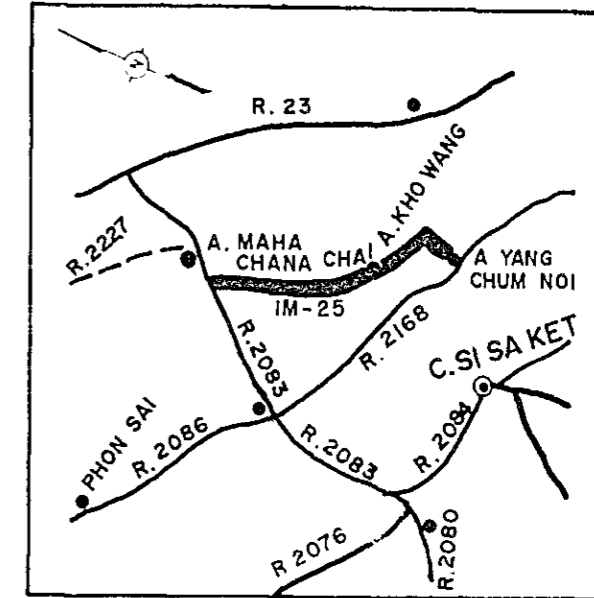 N
R. 23
A. KHO WANG
R. 2227
A. MAHA
CHANA CHAI
A YANG
CHUM NOI
IM-25
R. 2083
R. 2168
C. SI SA KET
PHON SAI
R. 2086
R. 2083
R. 2084
R 2076
R. 2080